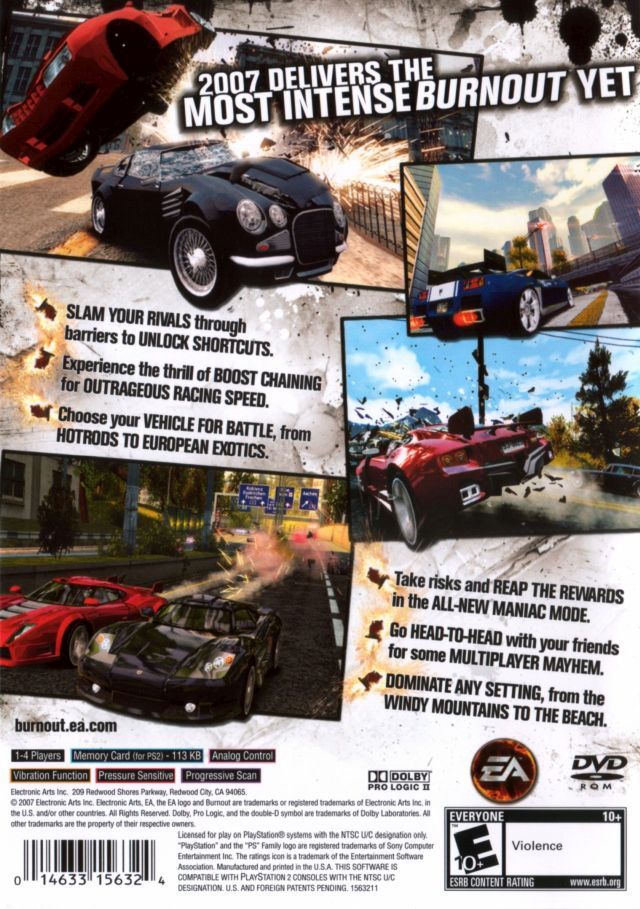 2007 DELIVERS THE
MOST INTENSE BURNOUT YET
SLAM YOUR RIVALS through
barriers to UNLOCK SHORTCUTS.
Experience the thrill of BOOST CHAINING
for OUTRAGEOUS RACING SPEED.
Choose your VEHICLE FOR BATTLE, from
HOTRODS TO EUROPEAN EXOTICS.
Aachen
Take risks and REAP THE REWARDS
in the ALL-NEW MANIAC MODE.
Go HEAD-TO-HEAD with your friends
for some MULTIPLAYER MAYHEM.
DOMINATE ANY SETTING, from the
WINDY MOUNTAINS TO THE BEACH.
burnout.ea.com
1-4 Players
Memory Card (for PS2) - 113 KB
Analog Control
Vibration Function
Pressure Sensitive
Progressive Scan
DOLBY
PRO LOGIC II
EA
DVD
ROM
Electronic Arts Inc. 209 Redwood Shores Parkway, Redwood City, CA 94065.
© 2007 Electronic Arts Inc. Electronic Arts, EA, the EA logo and Burnout are trademarks or registered trademarks of Electronic Arts Inc. in
the U.S. and/or other countries. All Rights Reserved. Dolby, Pro Logic, and the double-D symbol are trademarks of Dolby Laboratories. All
other trademarks are the property of their respective owners.
Licensed for play on PlayStation® systems with the NTSC U/C designation only.
"PlayStation" and the "PS" Family logo are registered trademarks of Sony Computer
Entertainment Inc. The ratings icon is a trademark of the Entertainment Software
Association. Manufactured and printed in the U.S.A. THIS SOFTWARE IS
COMPATIBLE WITH PLAYSTATION 2 CONSOLES WITH THE NTSC U/C
DESIGNATION. U.S. AND FOREIGN PATENTS PENDING. 1563211
0 14633 15632 4
EVERYONE 10+
E
10+
Violence
ESRB CONTENT RATING www.esrb.org